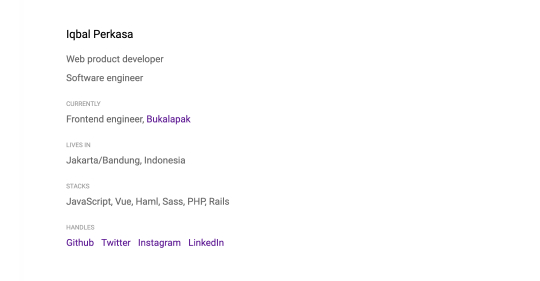 Iqbal Perkasa
Web product developer
Software engineer
CURRENTLY
Frontend engineer, Bukalapak
LIVES IN
Jakarta/Bandung, Indonesia
STACKS
JavaScript, Vue, Haml, Sass, PHP, Rails
HANDLES
Github Twitter Instagram LinkedIn